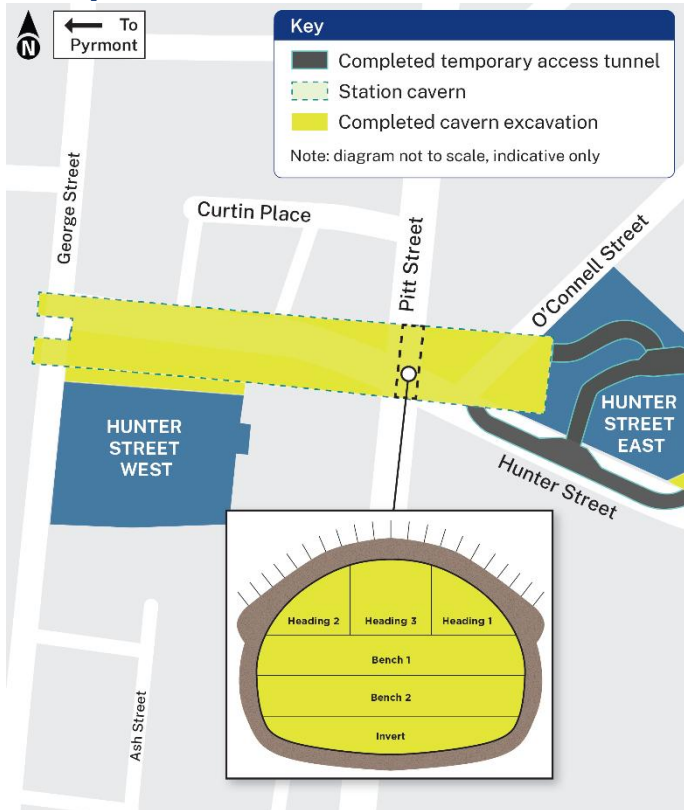 To
Pyrmont
N
Key
Completed temporary access tunnel
Station cavern
Completed cavern excavation
Note: diagram not to scale, indicative only
George Street
Curtin Place
Pitt Street
O'Connell Street
HUNTER
STREET
WEST
HUNTER
STREET
EAST
Hunter Street
Heading 2
Heading 3
Heading 1
Bench 1
Bench 2
Invert
Ash Street